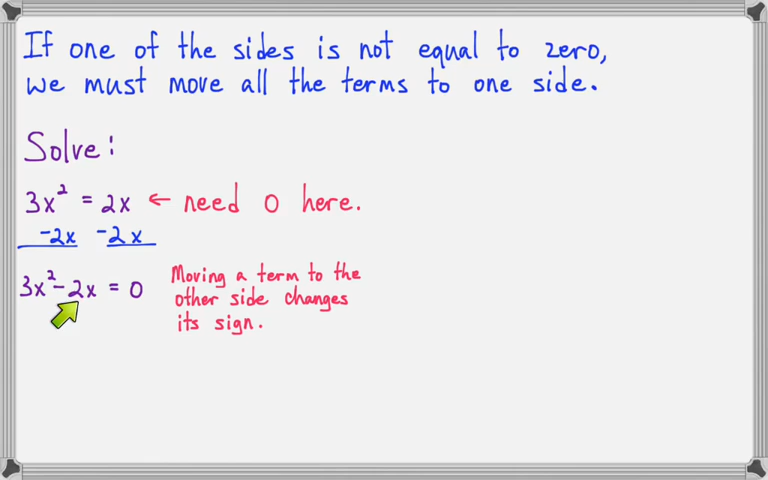 If one of the sides is not equal to zero,
we must move all the terms to one side.
Solve:
3x² = 2x ← need 0 here.
-2x -2x
3x² - 2x = 0
Moving a term to the
other side changes
its sign.